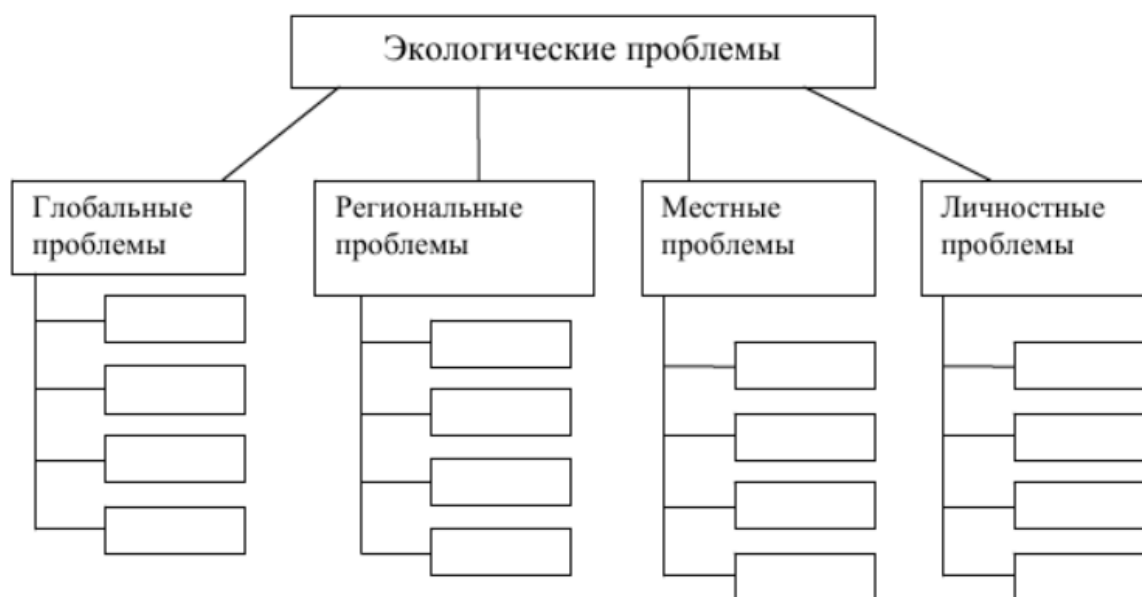 Экологические проблемы
Глобальные
проблемы
Региональные
проблемы
Местные
проблемы
Личностные
проблемы